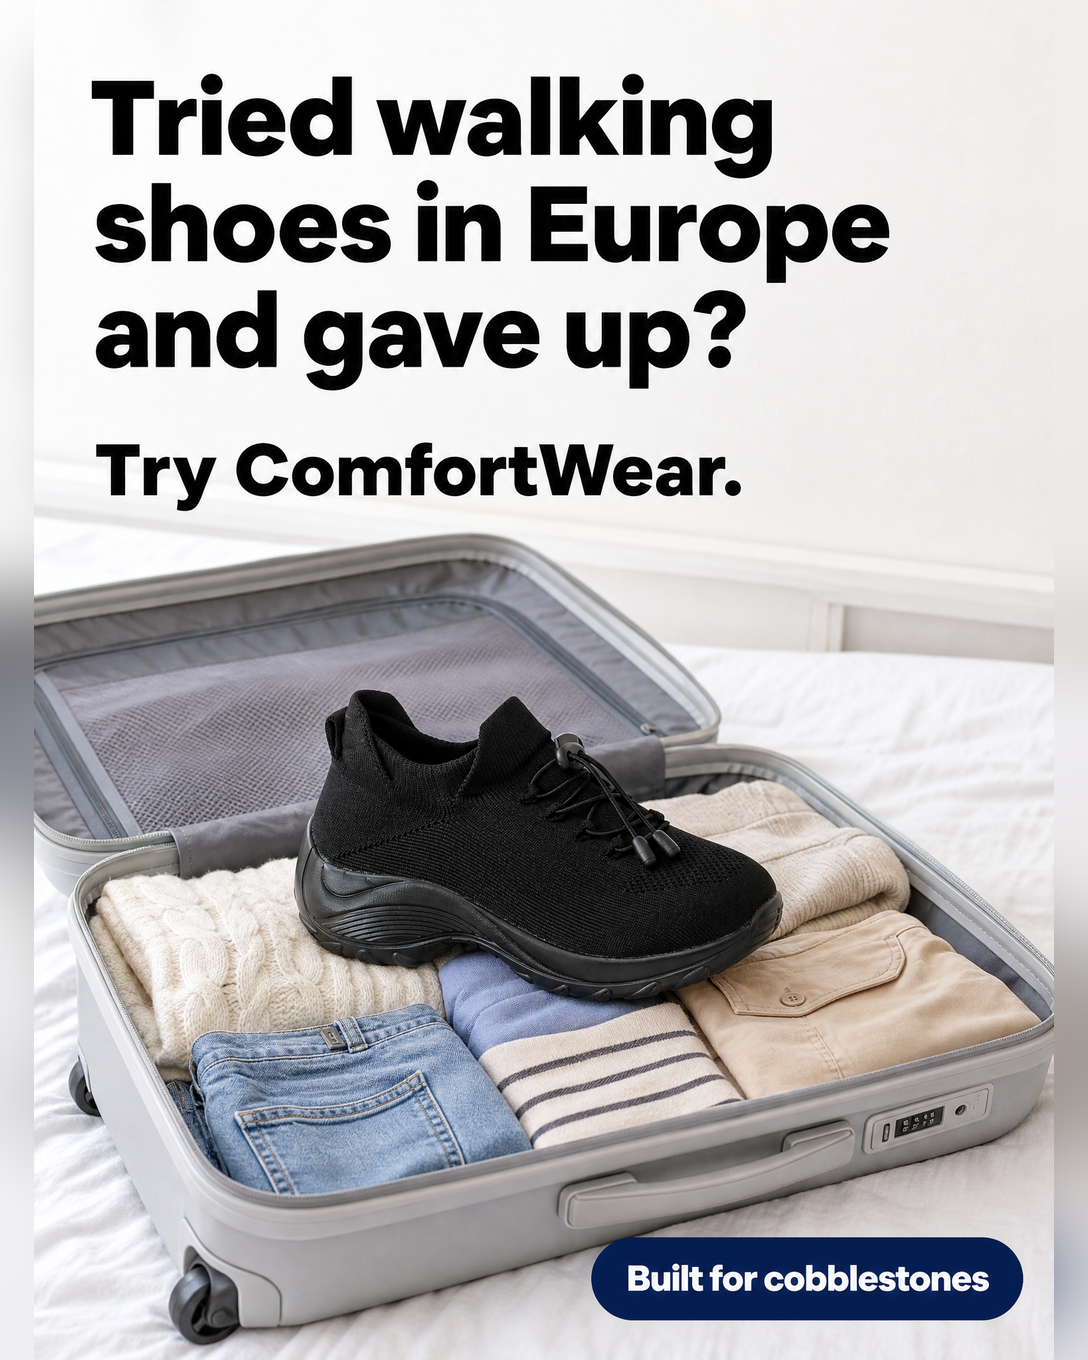 Tried walking
shoes in Europe
and gave up?
Try ComfortWear.
Built for cobblestones